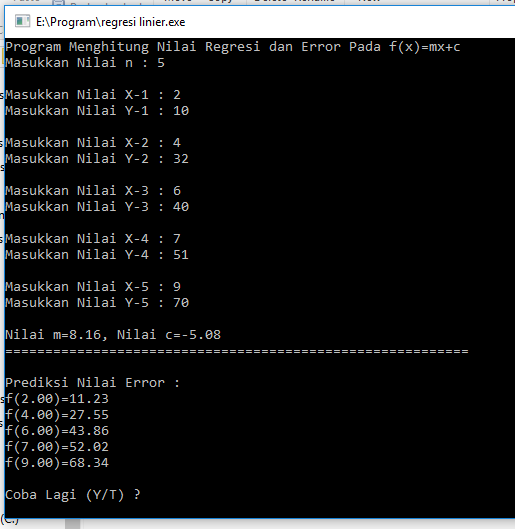 E:\Program\regresi linier.exe
Program Menghitung Nilai Regresi dan Error Pada f(x)=mx+c
Masukkan Nilai n : 5
Masukkan Nilai X-1 : 2
Masukkan Nilai Y-1 : 10
Masukkan Nilai X-2 : 4
Masukkan Nilai Y-2 : 32
Masukkan Nilai X-3 : 6
Masukkan Nilai Y-3 : 40
Masukkan Nilai X-4 : 7
Masukkan Nilai Y-4 : 51
Masukkan Nilai X-5 : 9
Masukkan Nilai Y-5 : 70
Nilai m=8.16, Nilai c=-5.08
==========================================================
Prediksi Nilai Error :
f(2.00)=11.23
f(4.00)=27.55
f(6.00)=43.86
f(7.00)=52.02
f(9.00)=68.34
Coba Lagi (Y/T) ?
(C:)